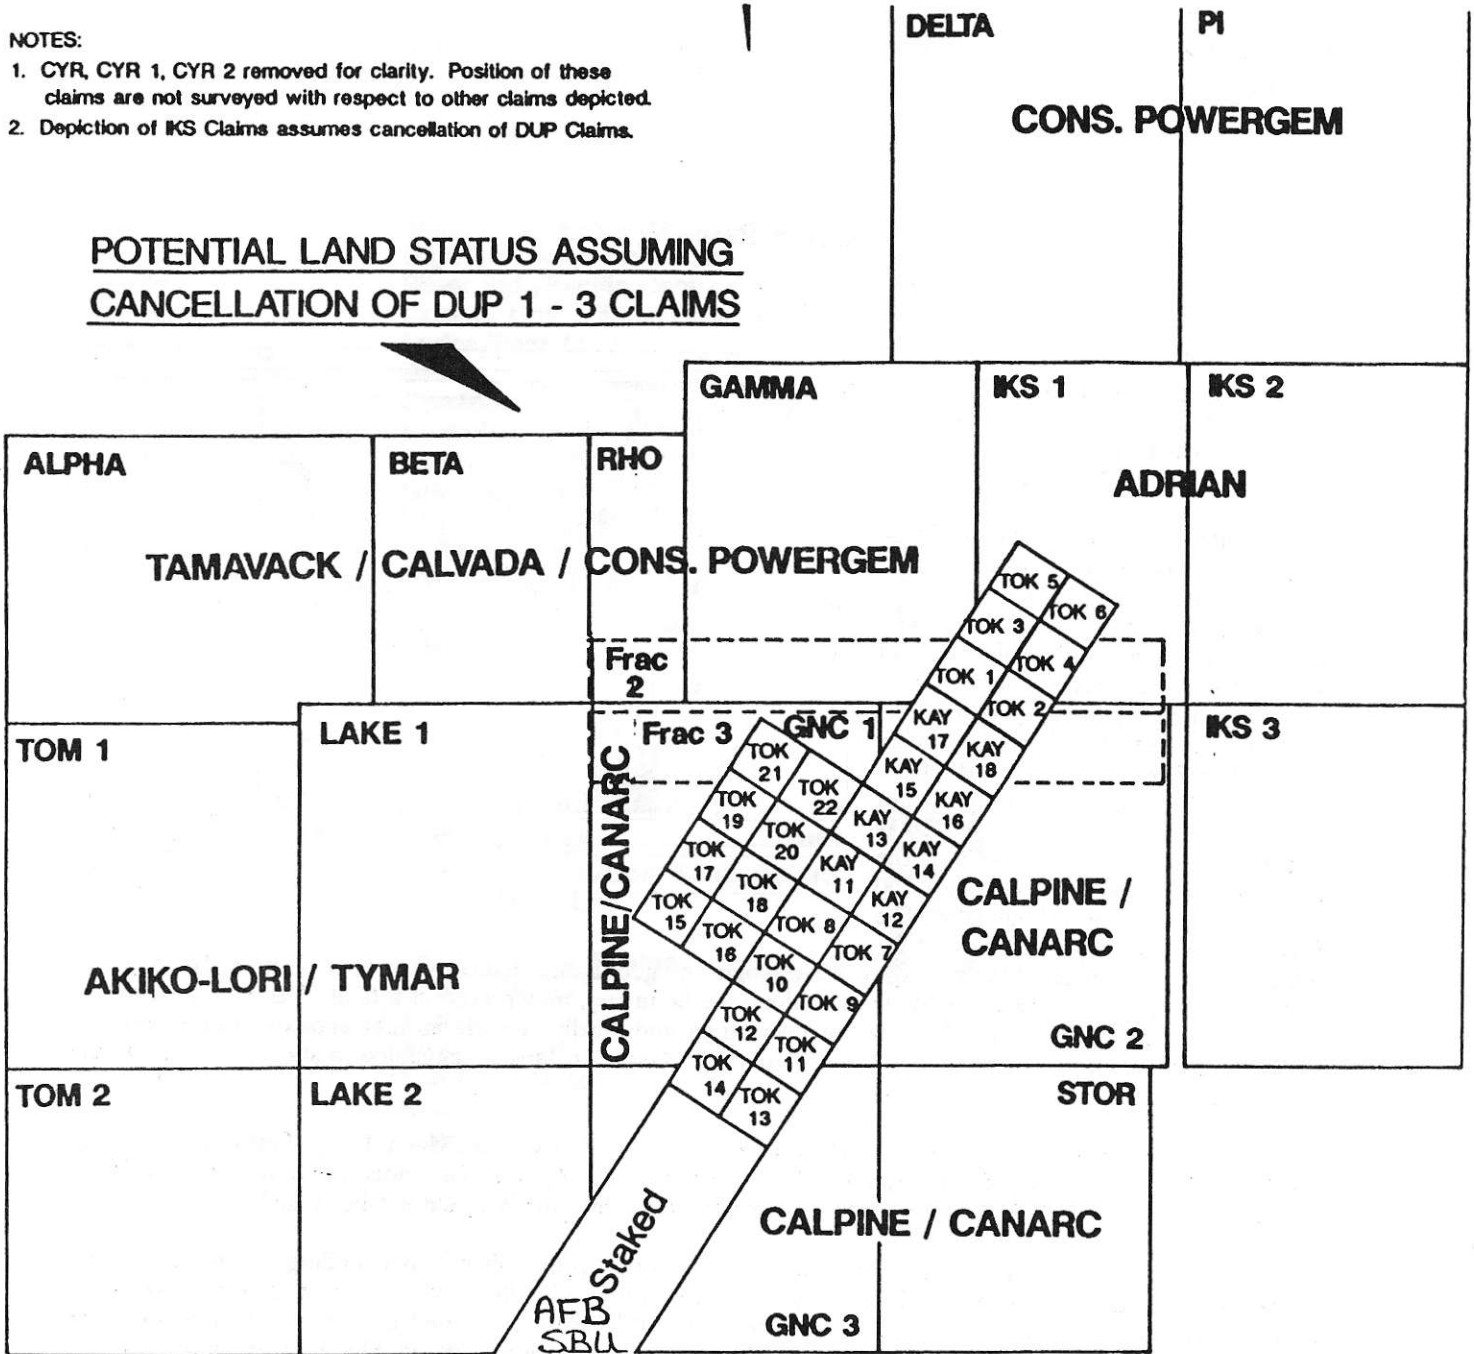 NOTES:
1. CYR, CYR 1, CYR 2 removed for clarity. Position of these
claims are not surveyed with respect to other claims depicted.
2. Depiction of IKS Claims assumes cancellation of DUP Claims.
DELTA
PI
CONS. POWERGEM
POTENTIAL LAND STATUS ASSUMING
CANCELLATION OF DUP 1 - 3 CLAIMS
GAMMA
IKS 1
IKS 2
ALPHA
BETA
RHO
ADRIAN
TAMAVACK / CALVADA / CONS. POWERGEM
TOK 5
TOK 6
TOK 3
TOK 4
TOK 1
TOK 2
Frac
2
KAY
17
KAY
18
TOM 1
LAKE 1
Frac 3
GNC 1
IKS 3
TOK
21
TOK
22
KAY
15
KAY
16
TOK
19
TOK
20
KAY
13
KAY
14
TOK
17
TOK
18
KAY
11
KAY
12
TOK
15
TOK
16
TOK 8
TOK 7
CALPINE/CANARC
CALPINE /
CANARC
AKIKO-LORI / TYMAR
TOK
10
TOK 9
TOK
12
TOK
11
GNC 2
TOK
14
TOK
13
TOM 2
LAKE 2
STOR
CALPINE / CANARC
Staked
AFB
SBU
GNC 3